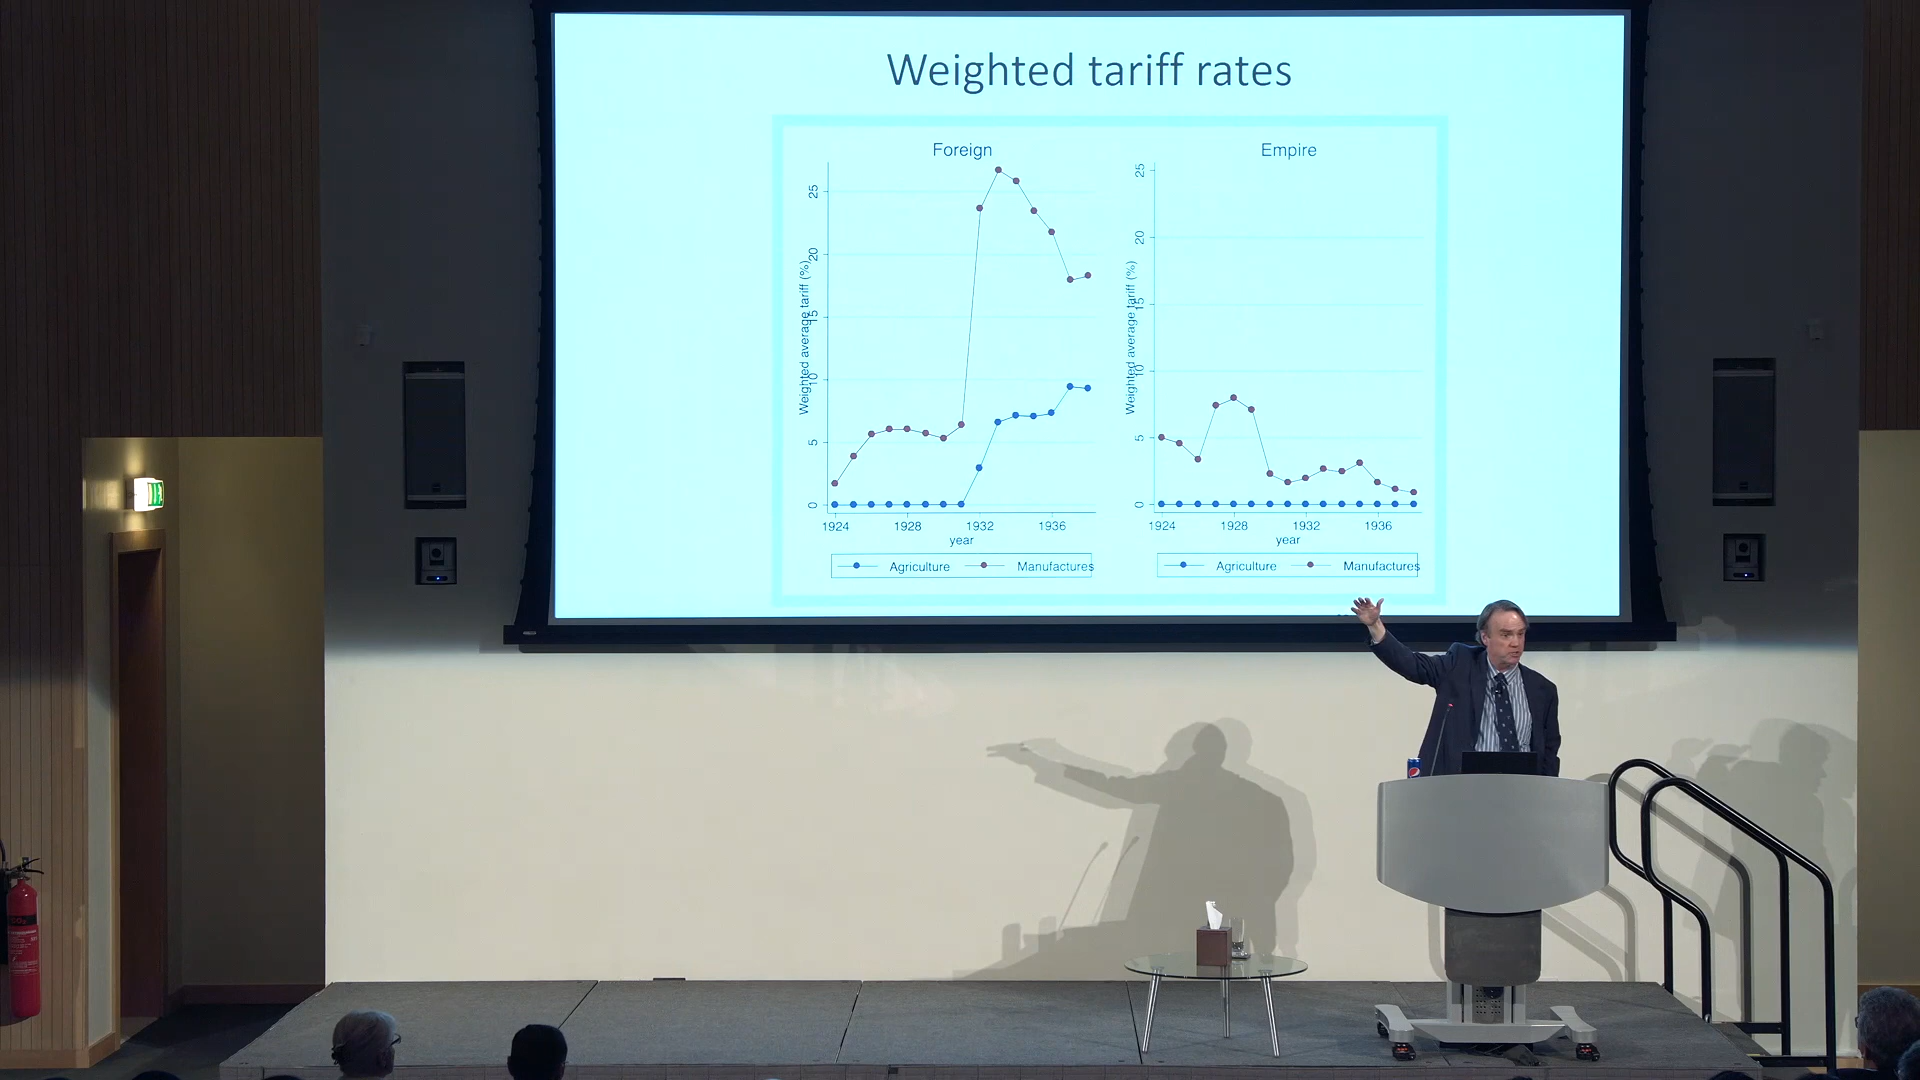 Weighted tariff rates
Foreign
Weighted average tariff (%)
25
20
15
10
5
0
1924 1928 1932 1936
year
Agriculture Manufactures
Empire
Weighted average tariff (%)
25
20
15
10
5
0
1924 1928 1932 1936
year
Agriculture Manufactures